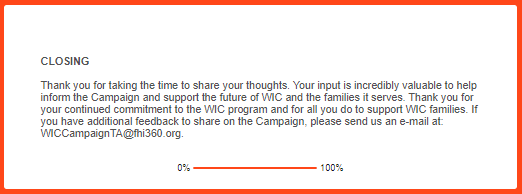 CLOSING
Thank you for taking the time to share your thoughts. Your input is incredibly valuable to help
inform the Campaign and support the future of WIC and the families it serves. Thank you for
your continued commitment to the WIC program and for all you do to support WIC families. If
you have additional feedback to share on the Campaign, please send us an e-mail at:
WICCampaignTA@fhi360.org.
0% 100%